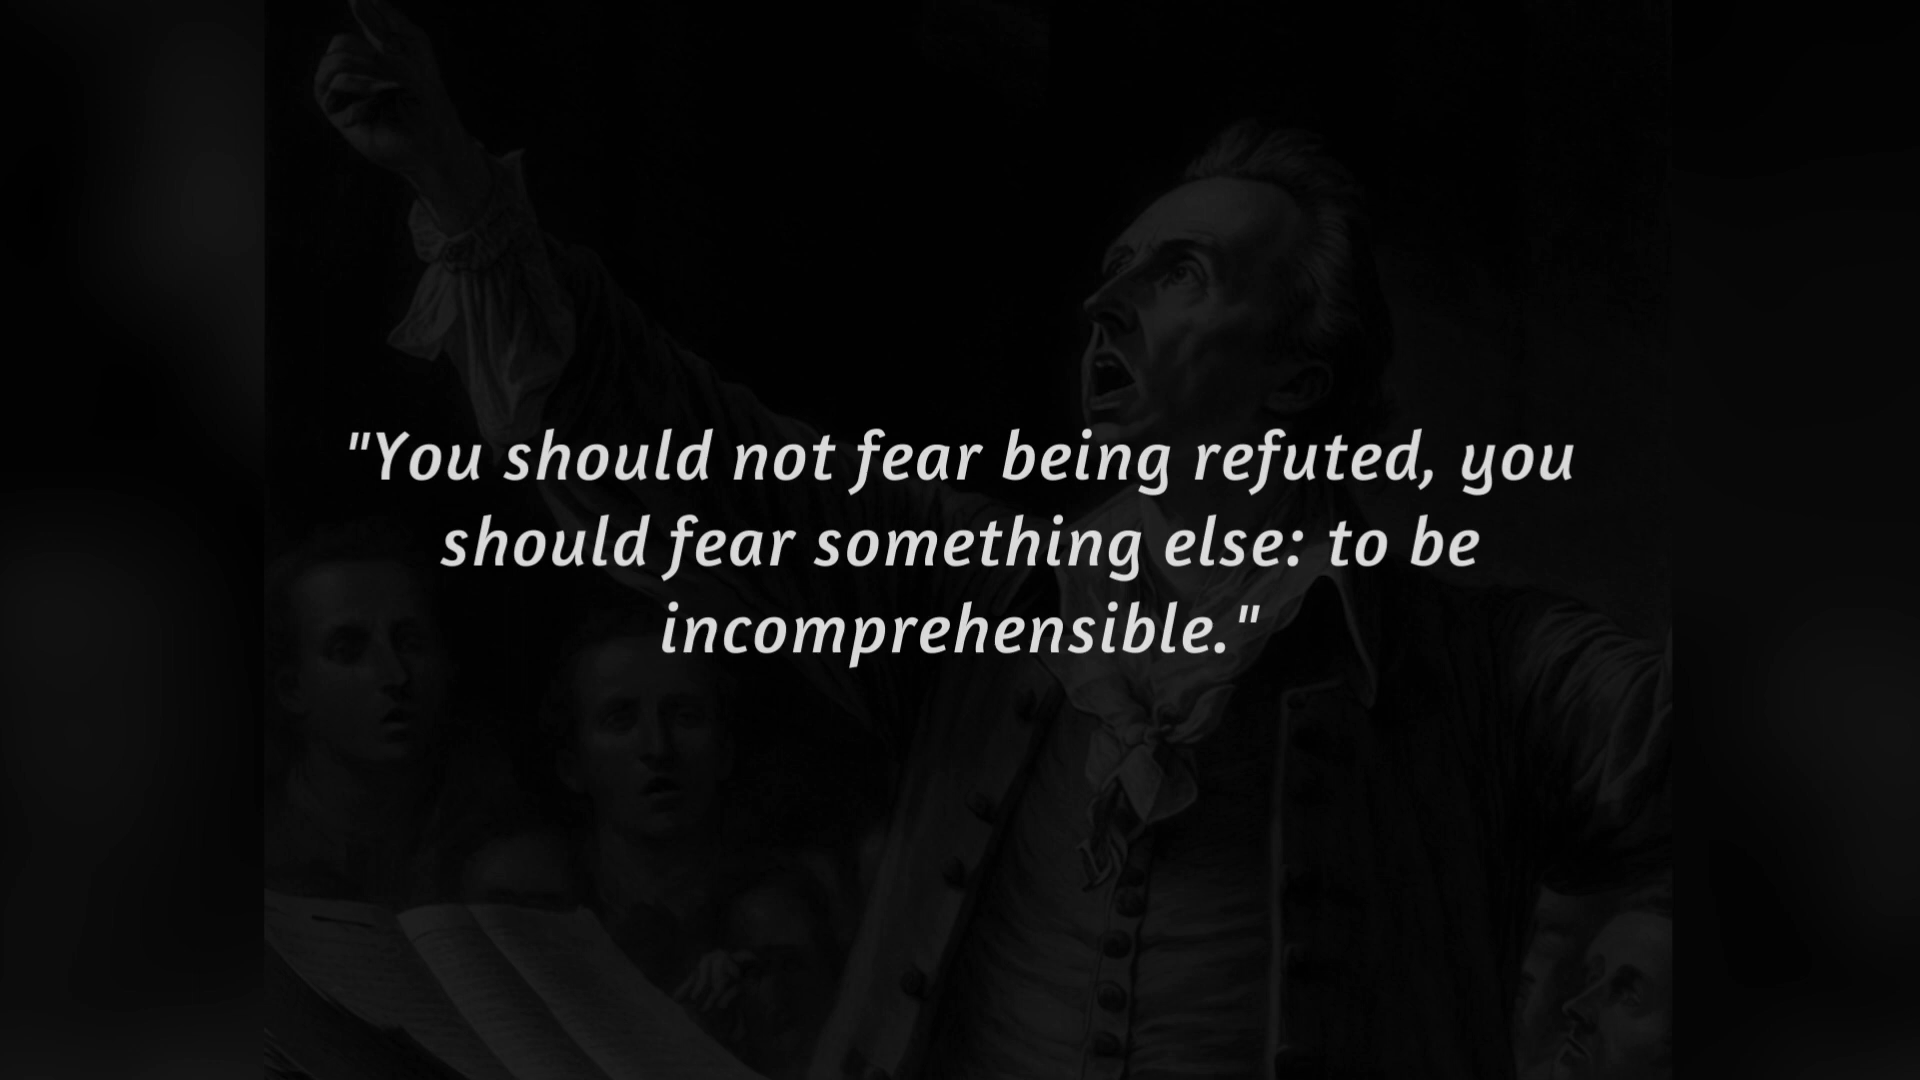 "You should not fear being refuted, you
should fear something else: to be
incomprehensible."